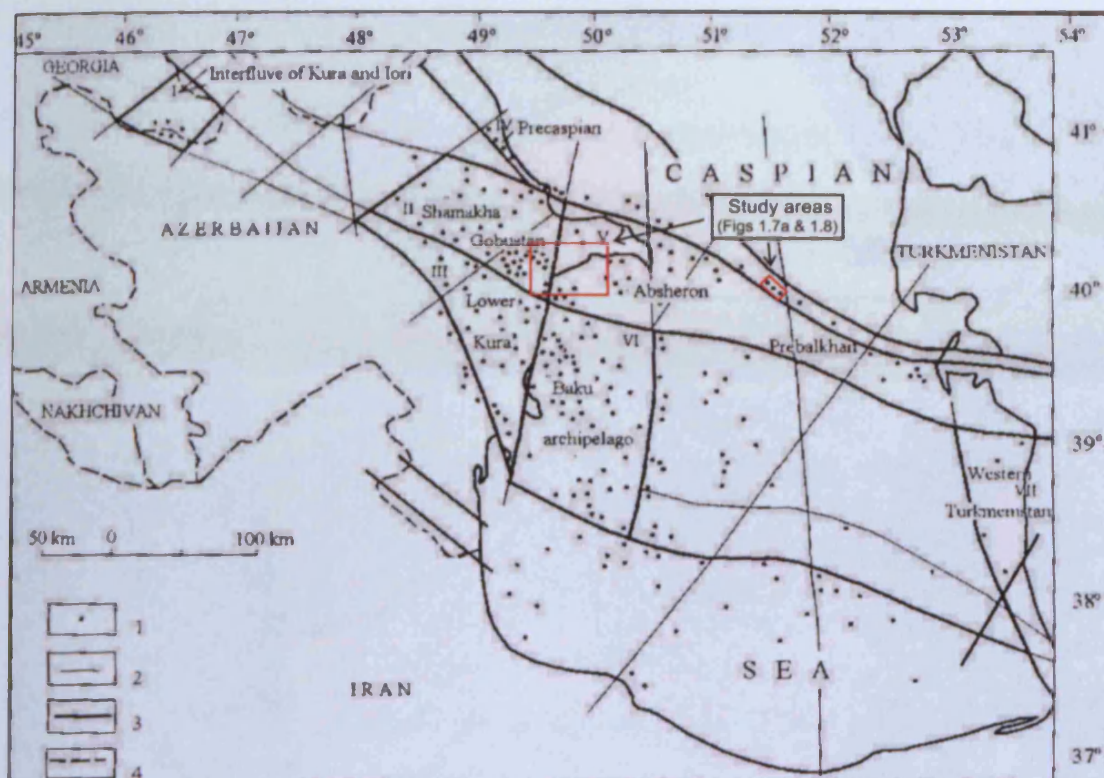 45° 46° 47° 48° 49° 50° 51° 52° 53° 54°
GEORGIA
Interfluve of Kura and Iori
I
IV Precaspian
41°
CASPIAN
II Shamakha
Study areas
(Figs 1.7a & 1.8)
AZERBAIJAN
Gobustan
V
TURKMENISTAN
III
ARMENIA
Absheron
40°
Lower
Kura
VI
Prebalkhan
NAKHCHIVAN
Baku
archipelago
39°
Western
VII
Turkmenistan
50 km 0 100 km
1
38°
2
SEA
IRAN
3
4
37°